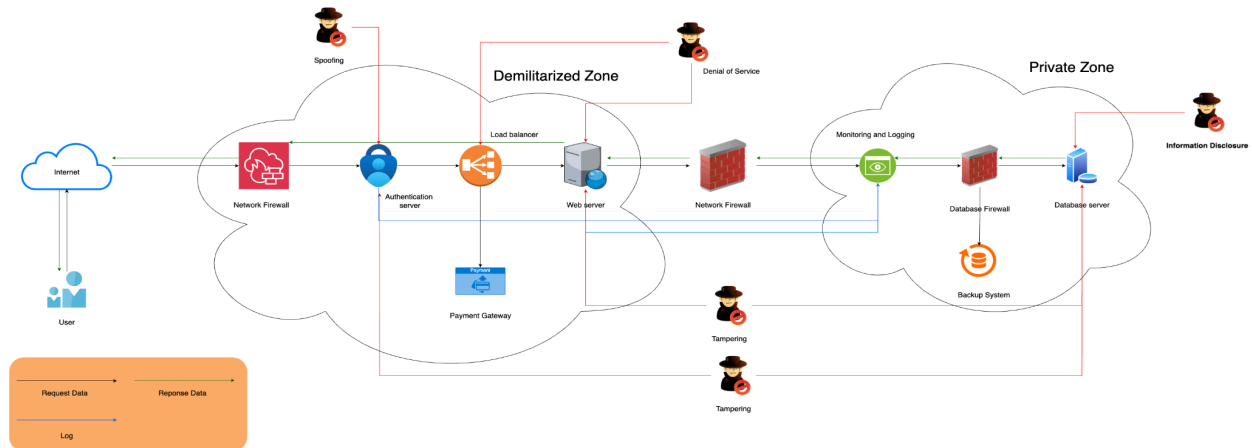 Spoofing
Denial of Service
Demilitarized Zone
Private Zone
Load balancer
Monitoring and Logging
Information Disclosure
Internet
Network Firewall
Authentication
server
Web server
Network Firewall
Database Firewall
Database server
Payment
Backup System
Payment Gateway
User
Tampering
Tampering
Request Data
Reponse Data
Log